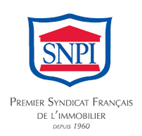 SNPI
Premier Syndicat Français
de l'immobilier
depuis 1960